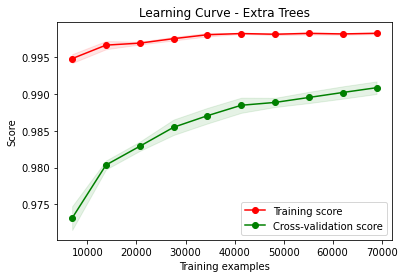 Learning Curve - Extra Trees
Score
0.995
0.990
0.985
0.980
0.975
Training score
Cross-validation score
10000 20000 30000 40000 50000 60000 70000
Training examples